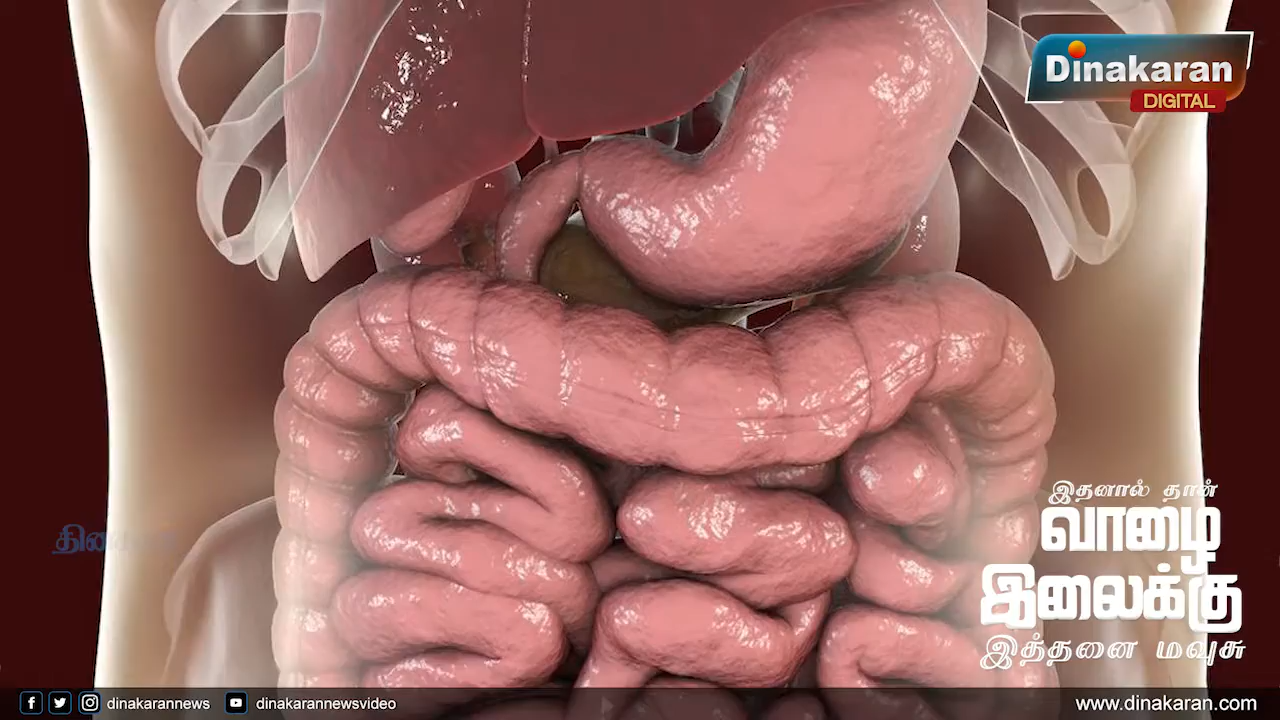 Dinakaran
DIGITAL
இதனால் தான்
வாழை
இலைக்கு
இத்தனை மவுசு
dinakarannews
dinakarannewsvideo
www.dinakaran.com